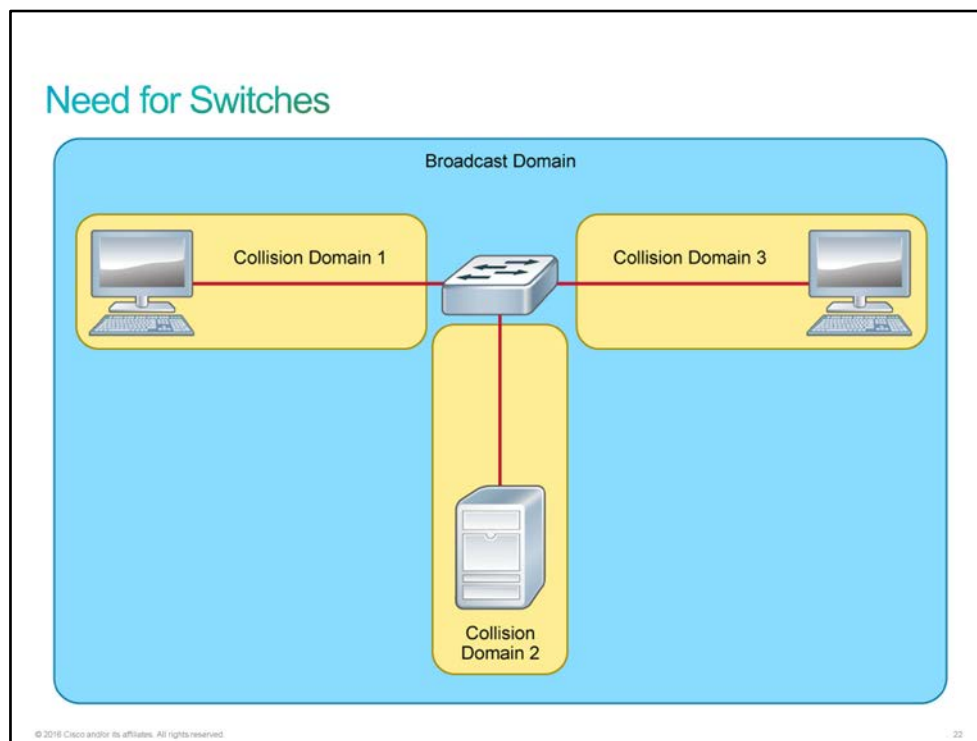 Need for Switches
Broadcast Domain
Collision Domain 1
Collision Domain 3
Collision
Domain 2
© 2016 Cisco and/or its affiliates. All rights reserved.
22